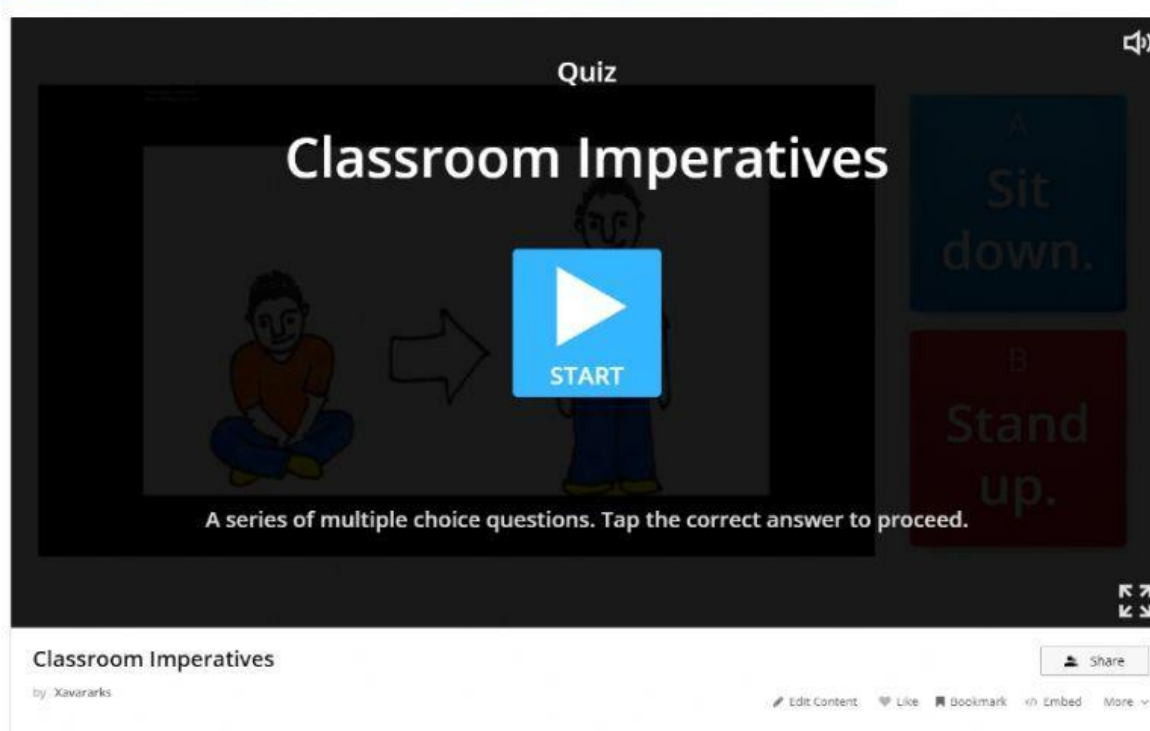 Quiz
Classroom Imperatives
A
Sit
down.
START
B
Stand
up.
A series of multiple choice questions. Tap the correct answer to proceed.
Classroom Imperatives
Share
by Xavararks
Edit Content Like Bookmark </> Embed More